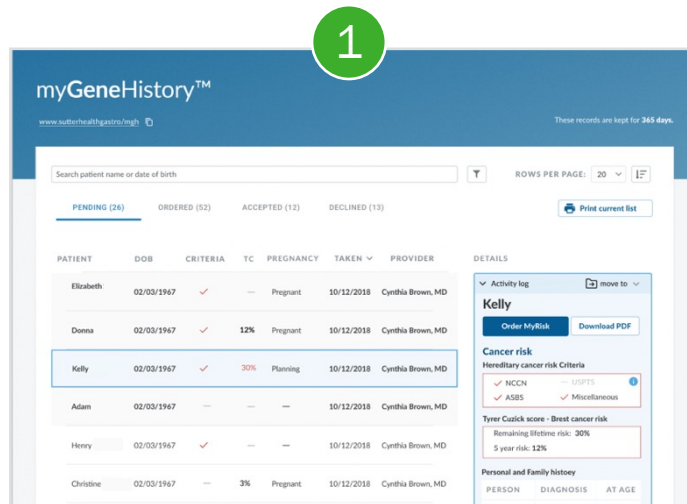 1
myGeneHistory™
www.sutterhealthgastro/mgh
These records are kept for 365 days.
Search patient name or date of birth
ROWS PER PAGE: 20
PENDING (26) ORDERED (52) ACCEPTED (12) DECLINED (13)
Print current list
PATIENT DOB CRITERIA TC PREGNANCY TAKEN PROVIDER DETAILS
Activity log move to
Kelly
Order MyRisk Download PDF
Cancer risk
Hereditary cancer risk Criteria
NCCN — USPTS
ASBS Miscellaneous
Tyrer Cuzick score - Brest cancer risk
Remaining lifetime risk: 30%
5 year risk: 12%
Personal and Family histoey
PERSON DIAGNOSIS AT AGE
Elizabeth 02/03/1967 ✓ — Pregnant 10/12/2018 Cynthia Brown, MD
Donna 02/03/1967 ✓ 12% Pregnant 10/12/2018 Cynthia Brown, MD
Kelly 02/03/1967 ✓ 30% Planning 10/12/2018 Cynthia Brown, MD
Adam 02/03/1967 — — — 10/12/2018 Cynthia Brown, MD
Henry 02/03/1967 ✓ — — 10/12/2018 Cynthia Brown, MD
Christine 02/03/1967 — 3% Pregnant 10/12/2018 Cynthia Brown, MD